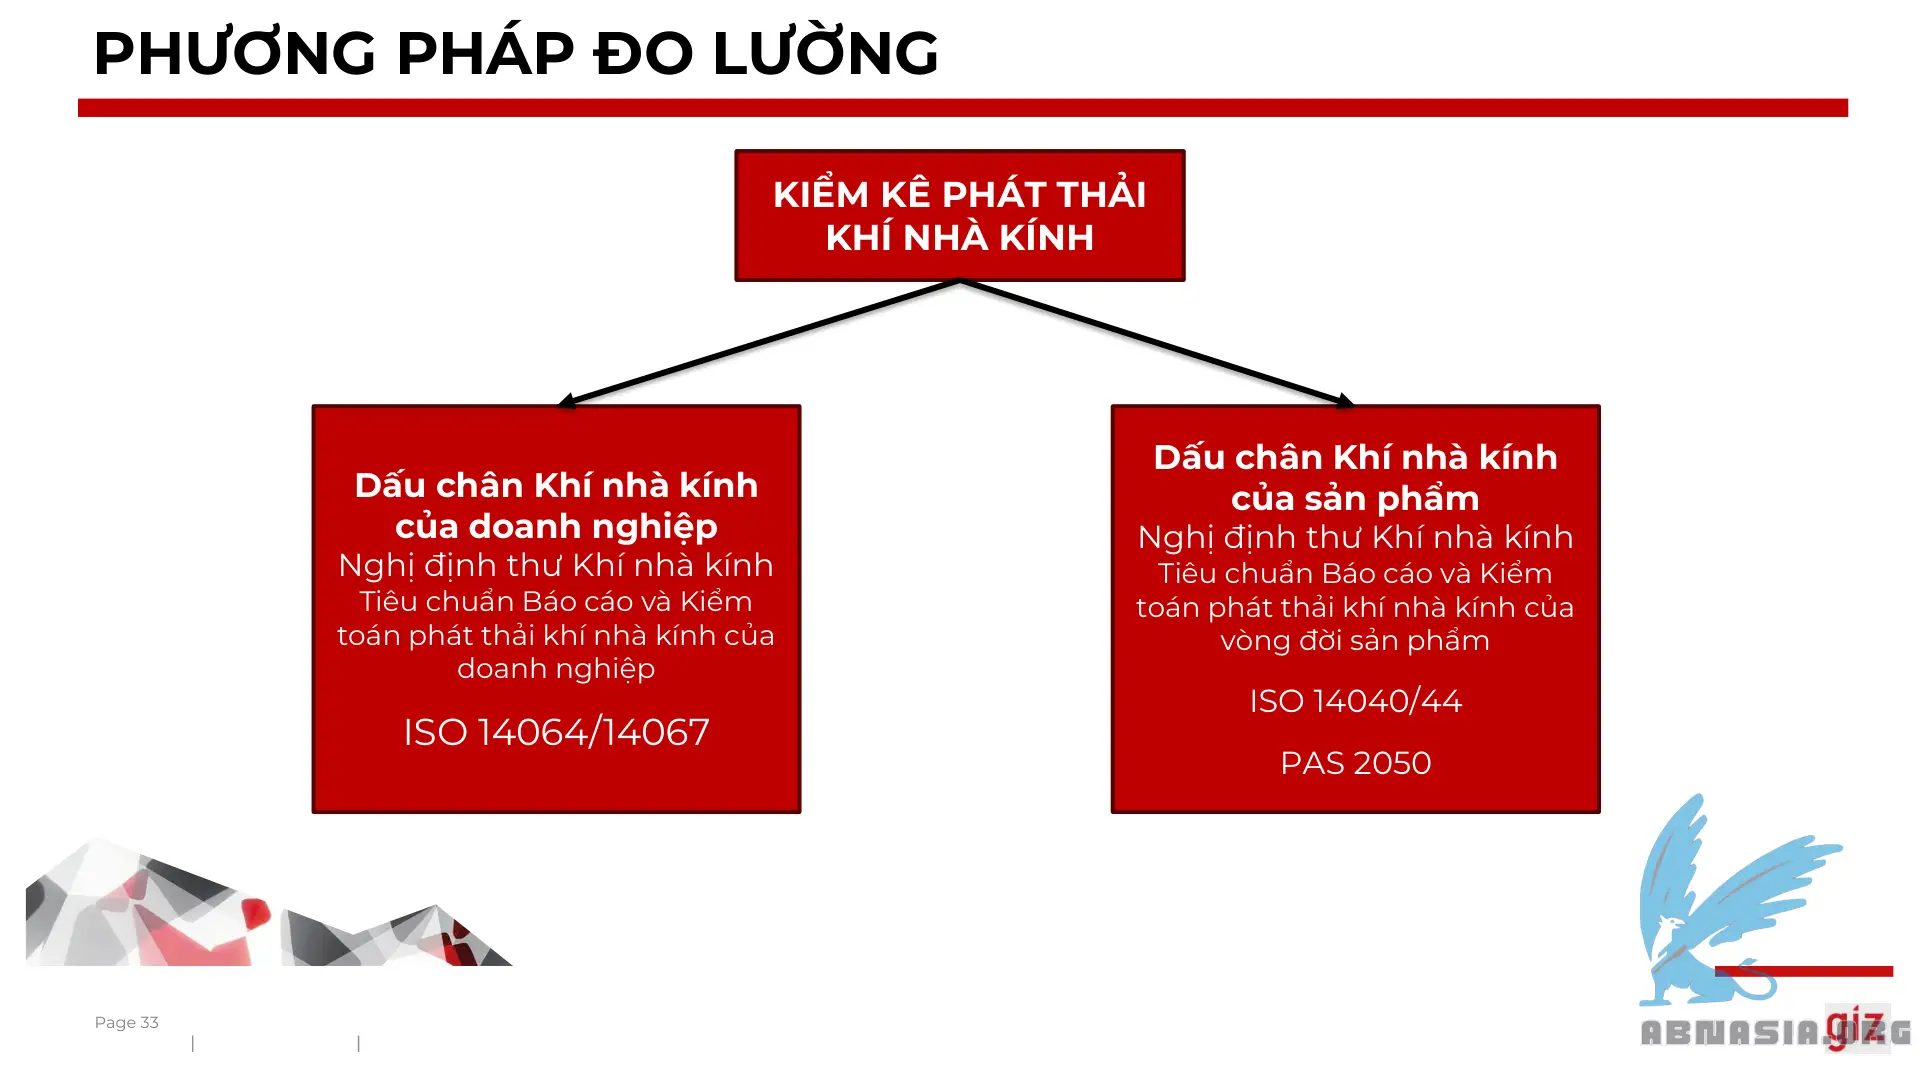 PHƯƠNG PHÁP ĐO LƯỜNG
KIỂM KÊ PHÁT THẢI
KHÍ NHÀ KÍNH
Dấu chân Khí nhà kính
của doanh nghiệp
Nghị định thư Khí nhà kính
Tiêu chuẩn Báo cáo và Kiểm
toán phát thải khí nhà kính của
doanh nghiệp
ISO 14064/14067
Dấu chân Khí nhà kính
của sản phẩm
Nghị định thư Khí nhà kính
Tiêu chuẩn Báo cáo và Kiểm
toán phát thải khí nhà kính của
vòng đời sản phẩm
ISO 14040/44
PAS 2050
Page 33
giz
ABNASIA.ORG